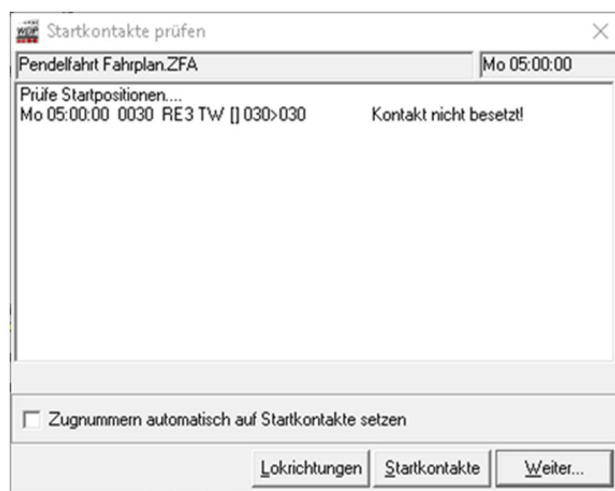 WDP Startkontakte prüfen
Pendelfahrt Fahrplan.ZFA Mo 05:00:00
Prüfe Startpositionen....
Mo 05:00:00 0030 RE3 TW [] 030>030 Kontakt nicht besetzt!
Zugnummern automatisch auf Startkontakte setzen
Lokrichtungen Startkontakte Weiter...